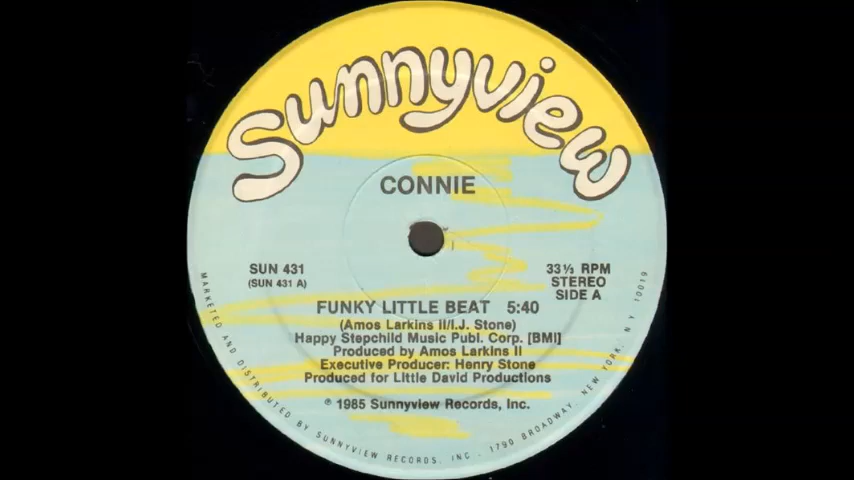 Sunnyview
CONNIE
SUN 431
(SUN 431 A)
33⅓ RPM
STEREO
SIDE A
FUNKY LITTLE BEAT 5:40
(Amos Larkins II/I.J. Stone)
Happy Stepchild Music Publ. Corp. [BMI]
Produced by Amos Larkins II
Executive Producer: Henry Stone
Produced for Little David Productions
℗ 1985 Sunnyview Records, Inc.
MARKETED AND DISTRIBUTED BY SUNNYVIEW RECORDS, INC. 1790 BROADWAY, NEW YORK, N.Y. 10019